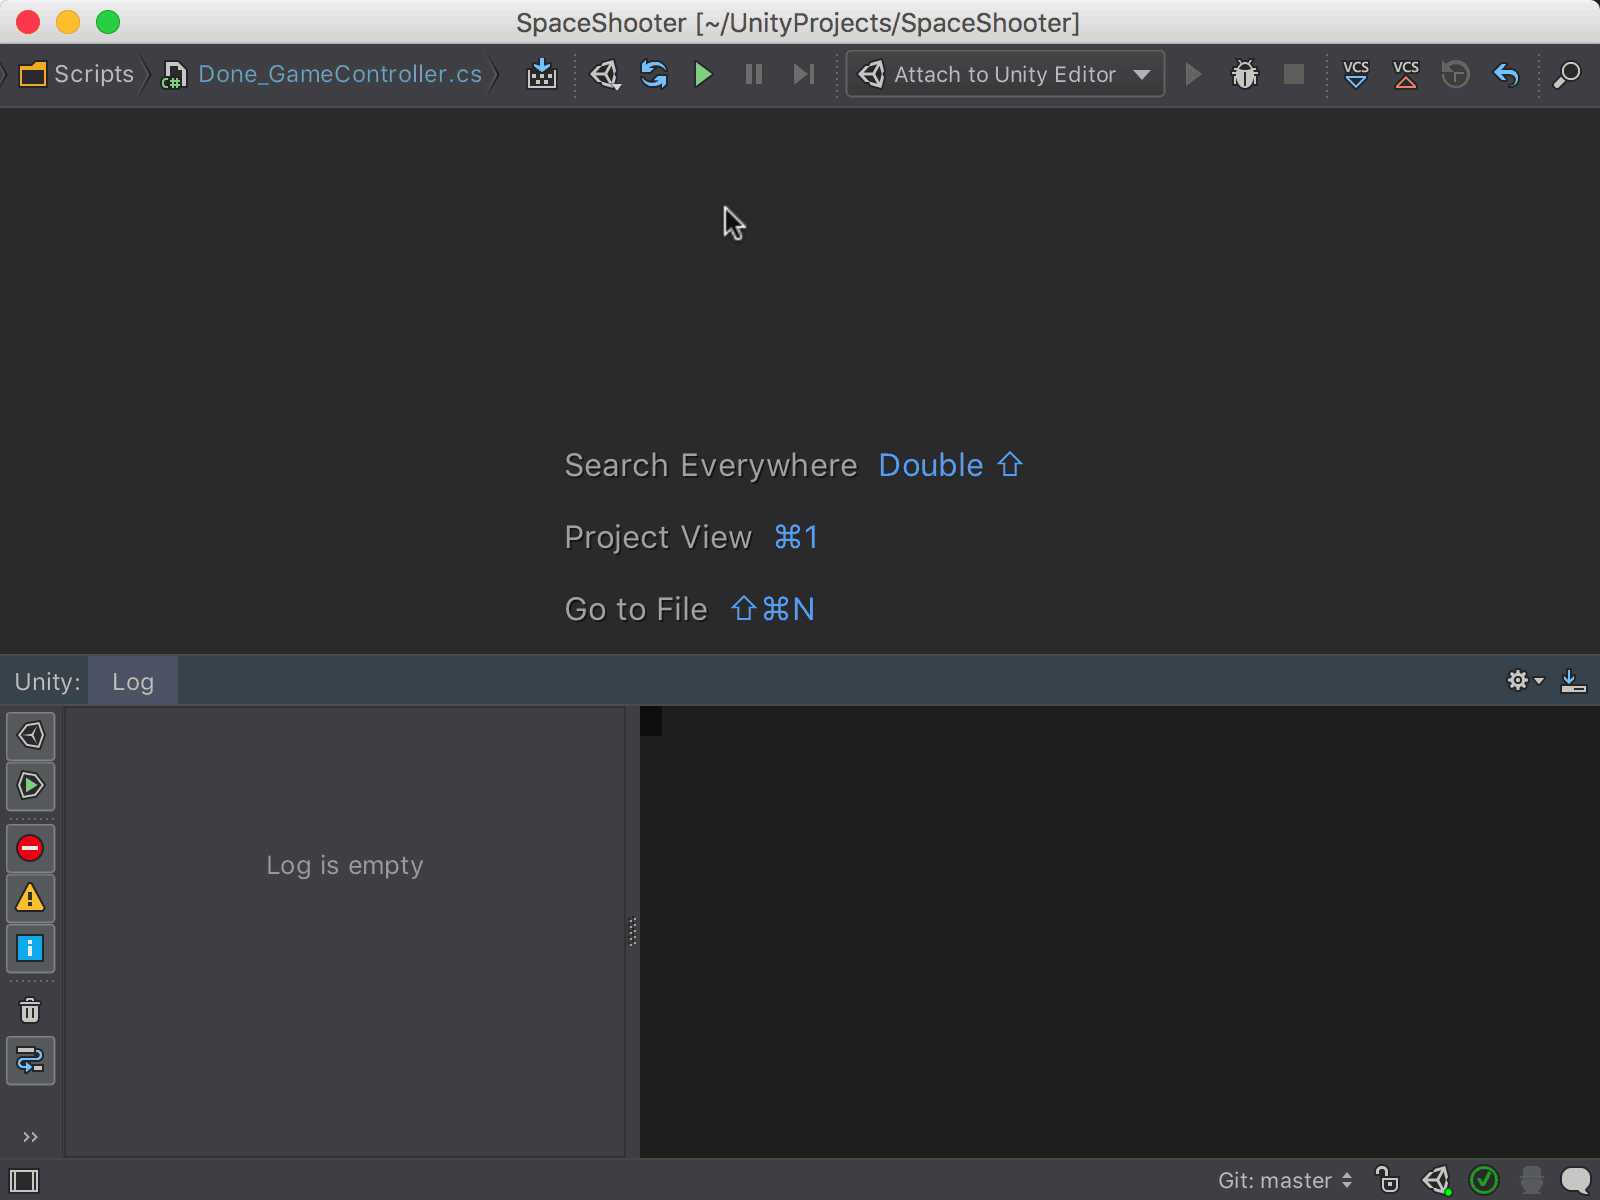 SpaceShooter [~/UnityProjects/SpaceShooter]
Scripts Done_GameController.cs Attach to Unity Editor VCS VCS
Search Everywhere Double ⇧
Project View ⌘1
Go to File ⇧⌘N
Unity: Log
Log is empty
Git: master